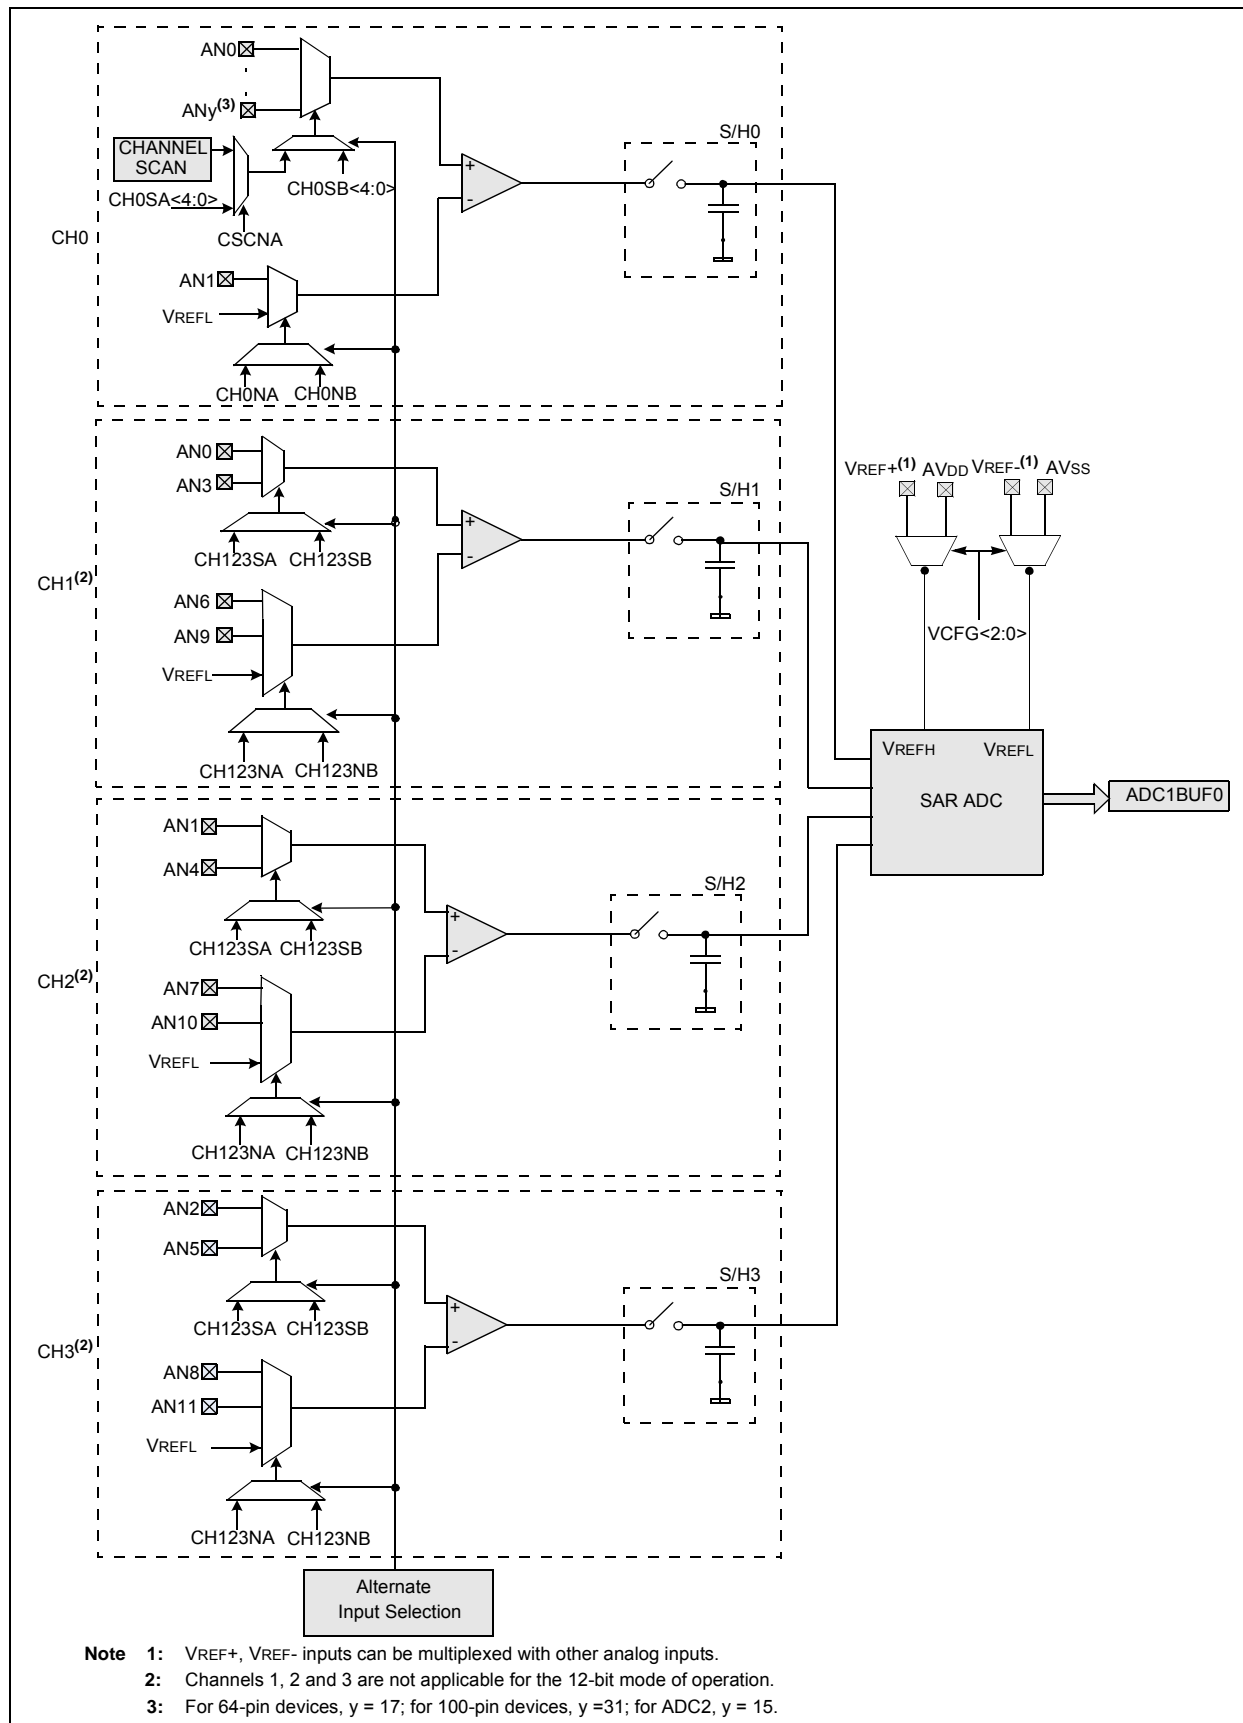 AN0
ANy(3)
CHANNEL
SCAN
CH0SA<4:0>
CH0SB<4:0>
CSCNA
CH0
AN1
VREFL
CH0NA CH0NB
+
-
S/H0
AN0
AN3
CH123SA CH123SB
CH1(2)
AN6
AN9
VREFL
CH123NA CH123NB
+
-
S/H1
VREF+(1) AVDD VREF-(1) AVSS
VCFG<2:0>
VREFH VREFL
SAR ADC
ADC1BUF0
AN1
AN4
CH123SA CH123SB
CH2(2)
AN7
AN10
VREFL
CH123NA CH123NB
+
-
S/H2
AN2
AN5
CH123SA CH123SB
CH3(2)
AN8
AN11
VREFL
CH123NA CH123NB
+
-
S/H3
Alternate
Input Selection
Note 1: VREF+, VREF- inputs can be multiplexed with other analog inputs.
2: Channels 1, 2 and 3 are not applicable for the 12-bit mode of operation.
3: For 64-pin devices, y = 17; for 100-pin devices, y =31; for ADC2, y = 15.